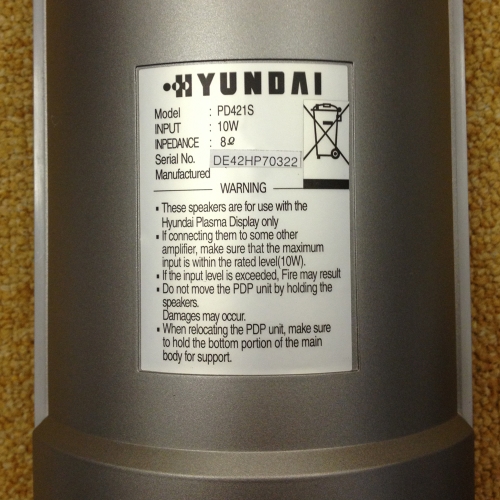 HYUNDAI
Model : PD421S
INPUT : 10W
INPEDANCE : 8Ω
Serial No. DE42HP70322
Manufactured
WARNING
▪ These speakers are for use with the
Hyundai Plasma Display only
▪ If connecting them to some other
amplifier, make sure that the maximum
input is within the rated level(10W).
▪ If the input level is exceeded, Fire may result
▪ Do not move the PDP unit by holding the
speakers.
Damages may occur.
▪ When relocating the PDP unit, make sure
to hold the bottom portion of the main
body for support.